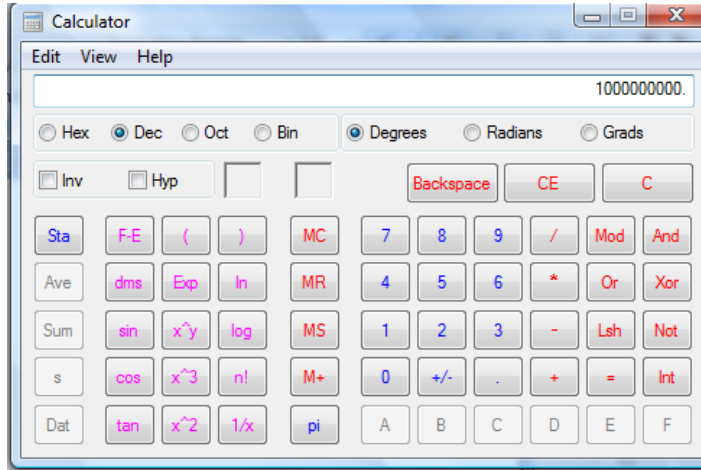 Calculator
Edit View Help
1000000000.
Hex Dec Oct Bin Degrees Radians Grads
Inv Hyp Backspace CE C
Sta F-E ( ) MC 7 8 9 / Mod And
Ave dms Exp ln MR 4 5 6 * Or Xor
Sum sin x^y log MS 1 2 3 - Lsh Not
s cos x^3 n! M+ 0 +/- . + = Int
Dat tan x^2 1/x pi A B C D E F